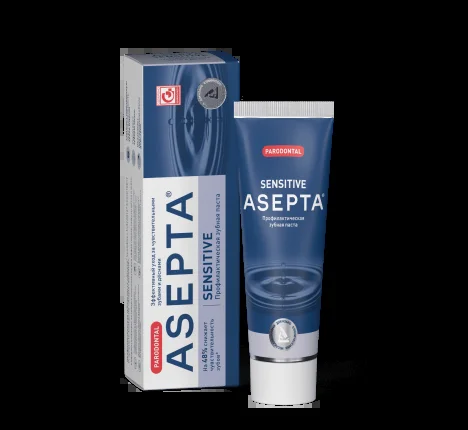 PARODONTAL
ASEPTA®
SENSITIVE
Профилактическая зубная паста
Эффективный уход за чувствительными
зубами и дёснами
На 48% снижает
чувствительность
зубов*
PARODONTAL
SENSITIVE
ASEPTA®
Профилактическая
зубная паста